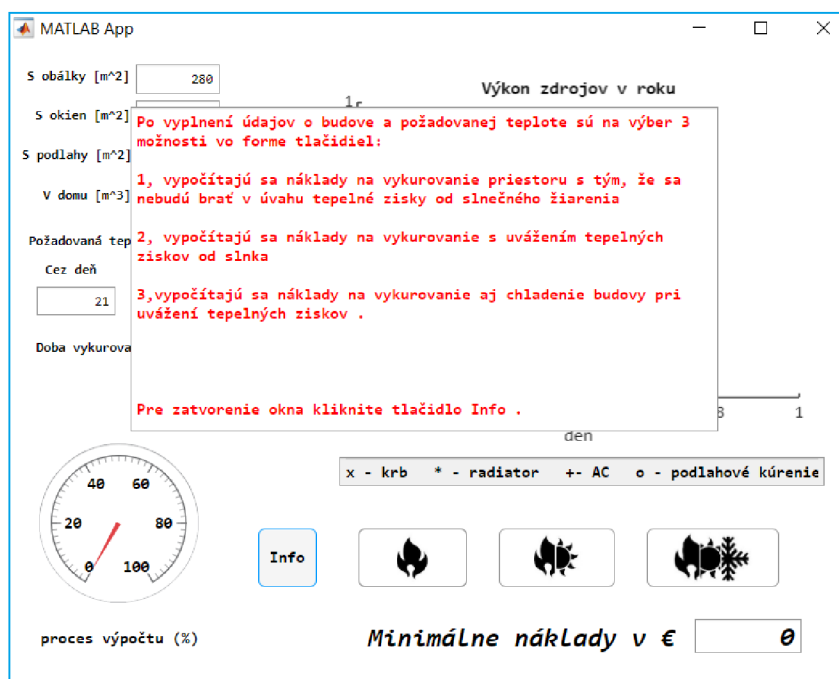 MATLAB App
S obálky [m^2] 280
Výkon zdrojov v roku
S okien [m^2]
1
S podlahy [m^2]
V domu [m^3]
Požadovaná tep
Cez deň
21
Doba vykurova
Po vyplnení údajov o budove a požadovanej teplote sú na výber 3
možnosti vo forme tlačidiel:
1, vypočítajú sa náklady na vykurovanie priestoru s tým, že sa
nebudú brať v úvahu tepelné zisky od slnečného žiarenia
2, vypočítajú sa náklady na vykurovanie s uvážením tepelných
ziskov od slnka
3,vypočítajú sa náklady na vykurovanie aj chladenie budovy pri
uvážení tepelných ziskov .
Pre zatvorenie okna kliknite tlačidlo Info .
1
den
x - krb * - radiator +- AC o - podlahové kúrenie
0 20 40 60 80 100
Info
proces výpočtu (%)
Minimálne náklady v € 0